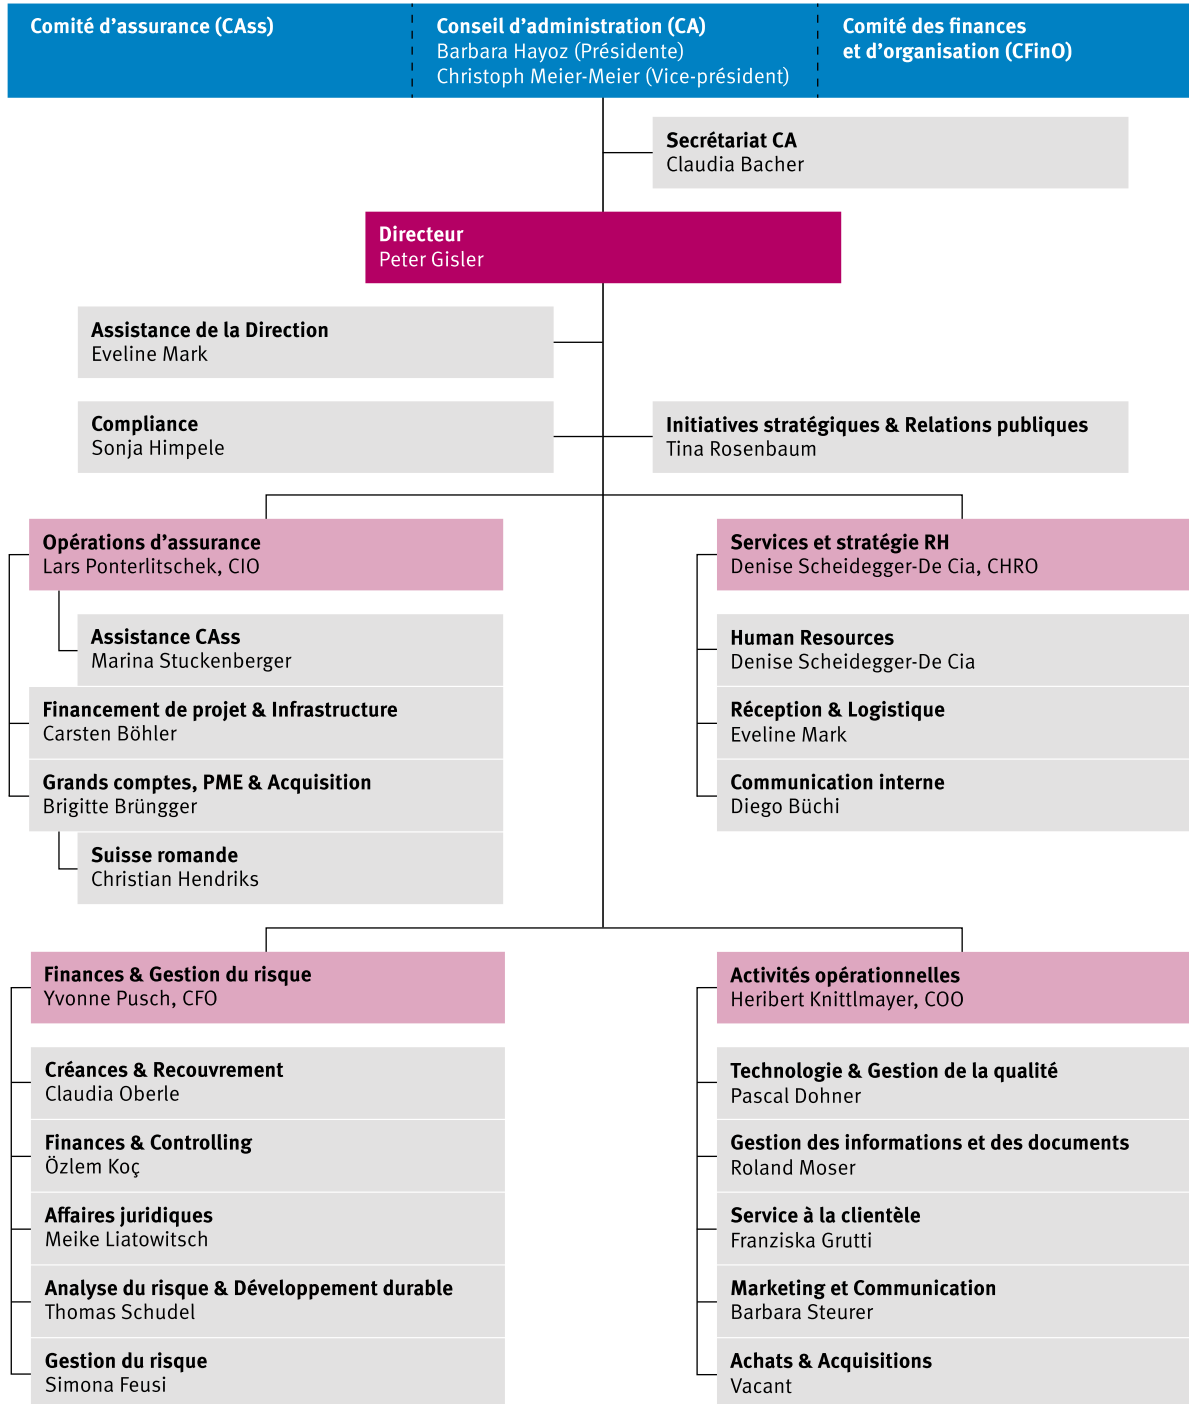 Comité d’assurance (CAss)
Conseil d’administration (CA)
Barbara Hayoz (Présidente)
Christoph Meier-Meier (Vice-président)
Comité des finances
et d’organisation (CFinO)
Secrétariat CA
Claudia Bacher
Directeur
Peter Gisler
Assistance de la Direction
Eveline Mark
Compliance
Sonja Himpele
Initiatives stratégiques & Relations publiques
Tina Rosenbaum
Opérations d’assurance
Lars Ponterlitschek, CIO
Assistance CAss
Marina Stuckenberger
Financement de projet & Infrastructure
Carsten Böhler
Grands comptes, PME & Acquisition
Brigitte Brüngger
Suisse romande
Christian Hendriks
Services et stratégie RH
Denise Scheidegger-De Cia, CHRO
Human Resources
Denise Scheidegger-De Cia
Réception & Logistique
Eveline Mark
Communication interne
Diego Büchi
Finances & Gestion du risque
Yvonne Pusch, CFO
Créances & Recouvrement
Claudia Oberle
Finances & Controlling
Özlem Koç
Affaires juridiques
Meike Liatowitsch
Analyse du risque & Développement durable
Thomas Schudel
Gestion du risque
Simona Feusi
Activités opérationnelles
Heribert Knittlmayer, COO
Technologie & Gestion de la qualité
Pascal Dohner
Gestion des informations et des documents
Roland Moser
Service à la clientèle
Franziska Grutti
Marketing et Communication
Barbara Steurer
Achats & Acquisitions
Vacant